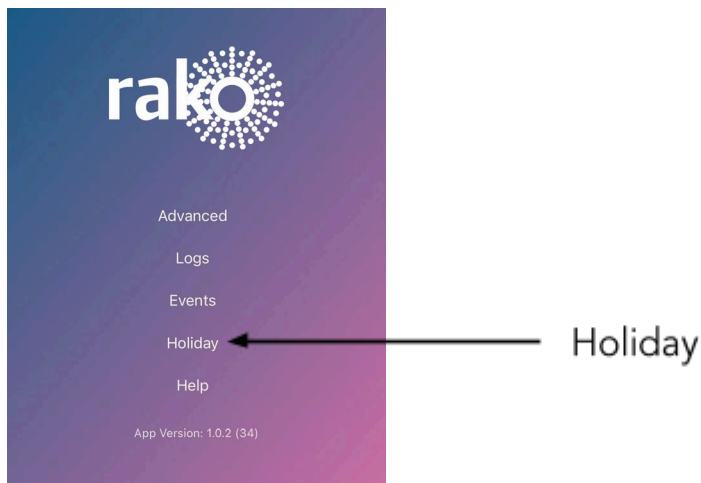 rako
Advanced
Logs
Events
Holiday
Holiday
Help
App Version: 1.0.2 (34)